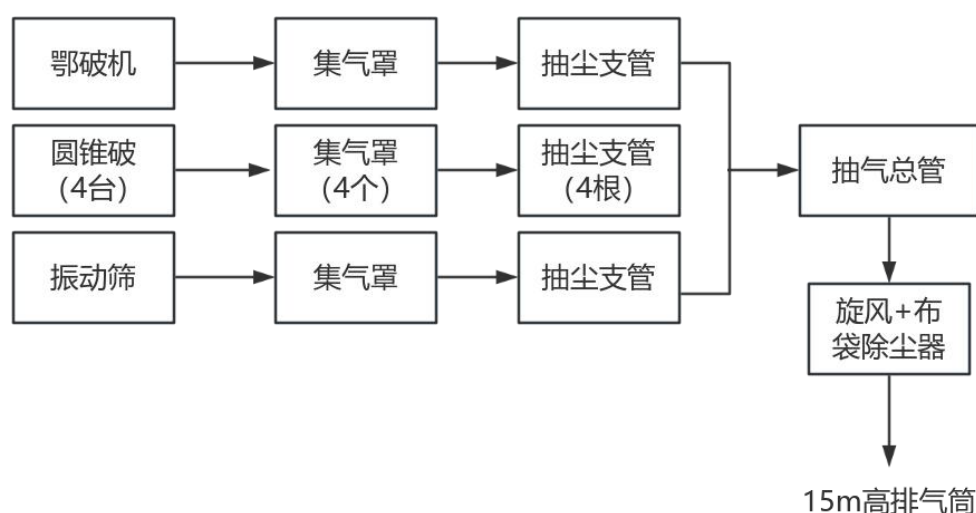 鄂破机
集气罩
抽尘支管
圆锥破
(4台)
集气罩
(4个)
抽尘支管
(4根)
抽气总管
振动筛
集气罩
抽尘支管
旋风+布
袋除尘器
15m高排气筒